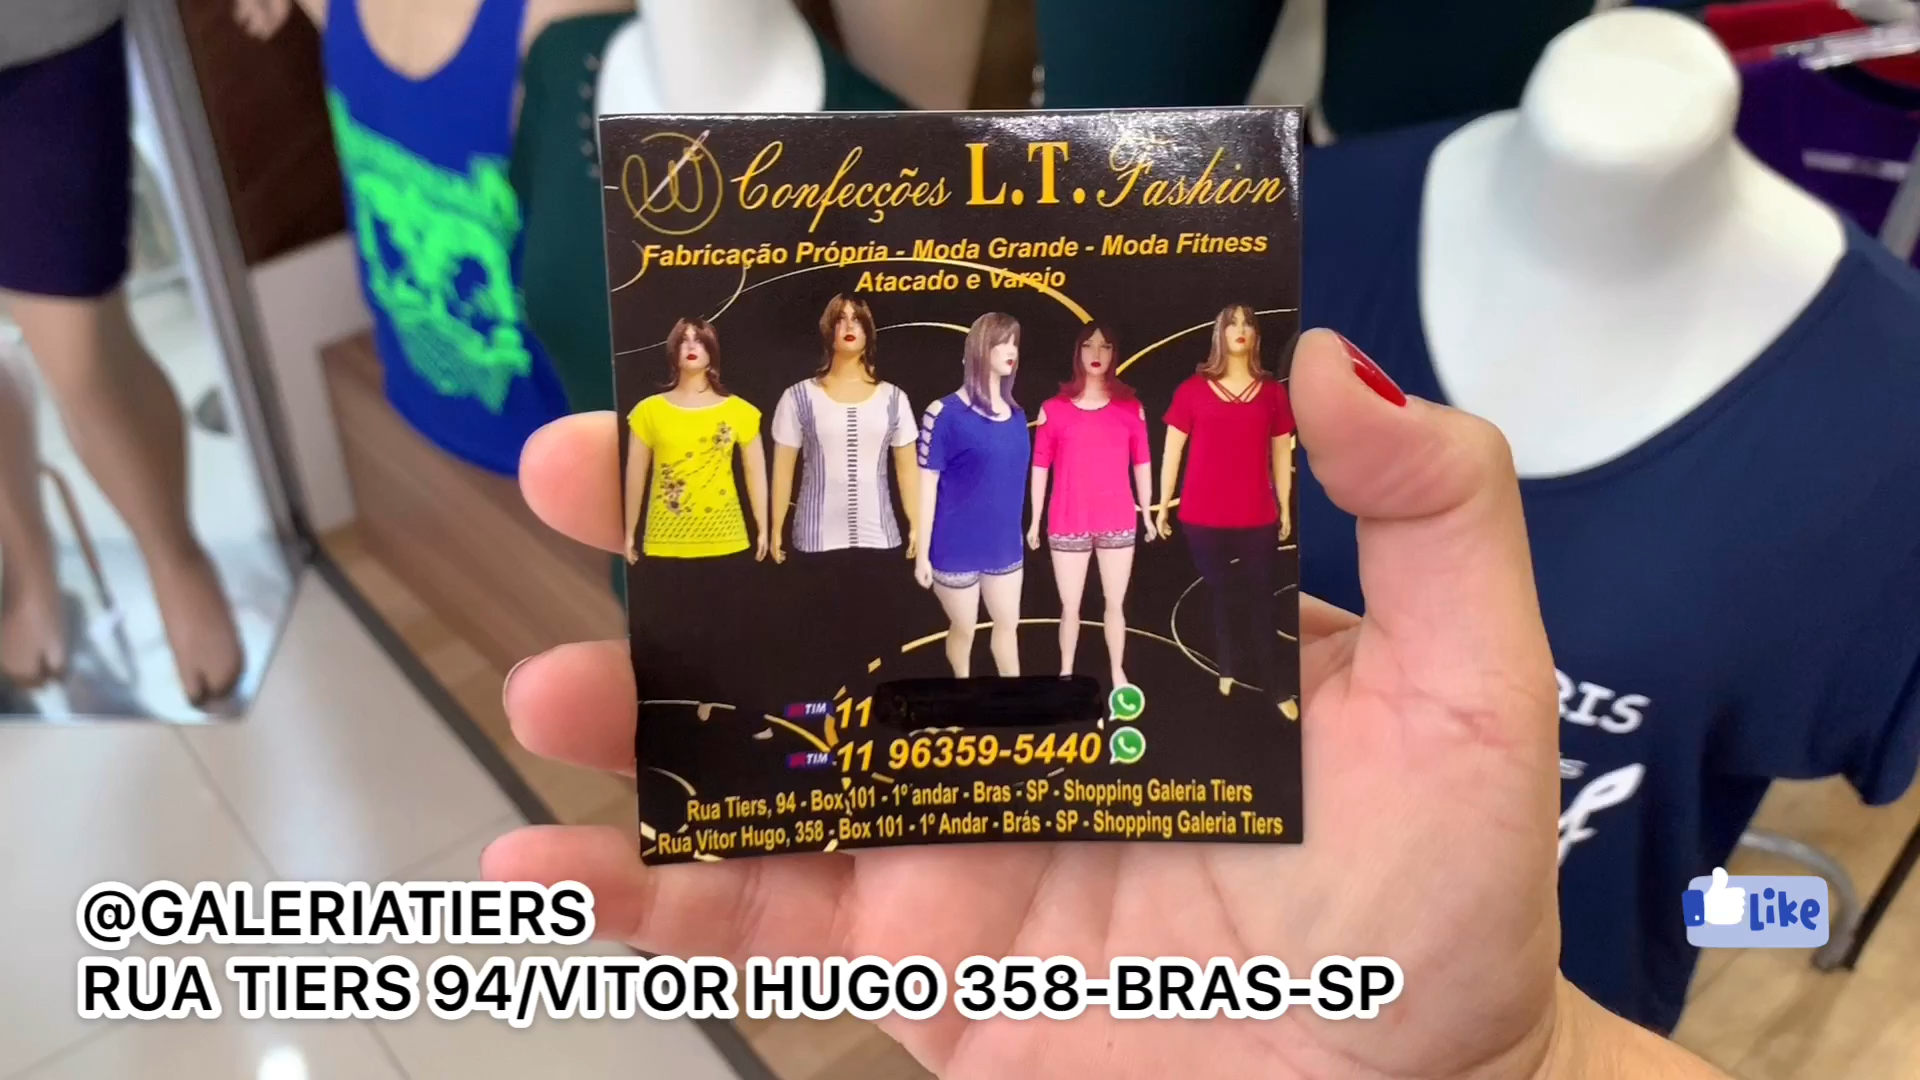 Confecções L.T. Fashion
Fabricação Própria - Moda Grande - Moda Fitness
Atacado e Varejo
TIM 11
TIM 11 96359-5440
Rua Tiers, 94 - Box 101 - 1º andar - Bras - SP - Shopping Galeria Tiers
Rua Vitor Hugo, 358 - Box 101 - 1º Andar - Brás - SP - Shopping Galeria Tiers
RIS
@GALERIATIERS
RUA TIERS 94/VITOR HUGO 358-BRAS-SP
Like